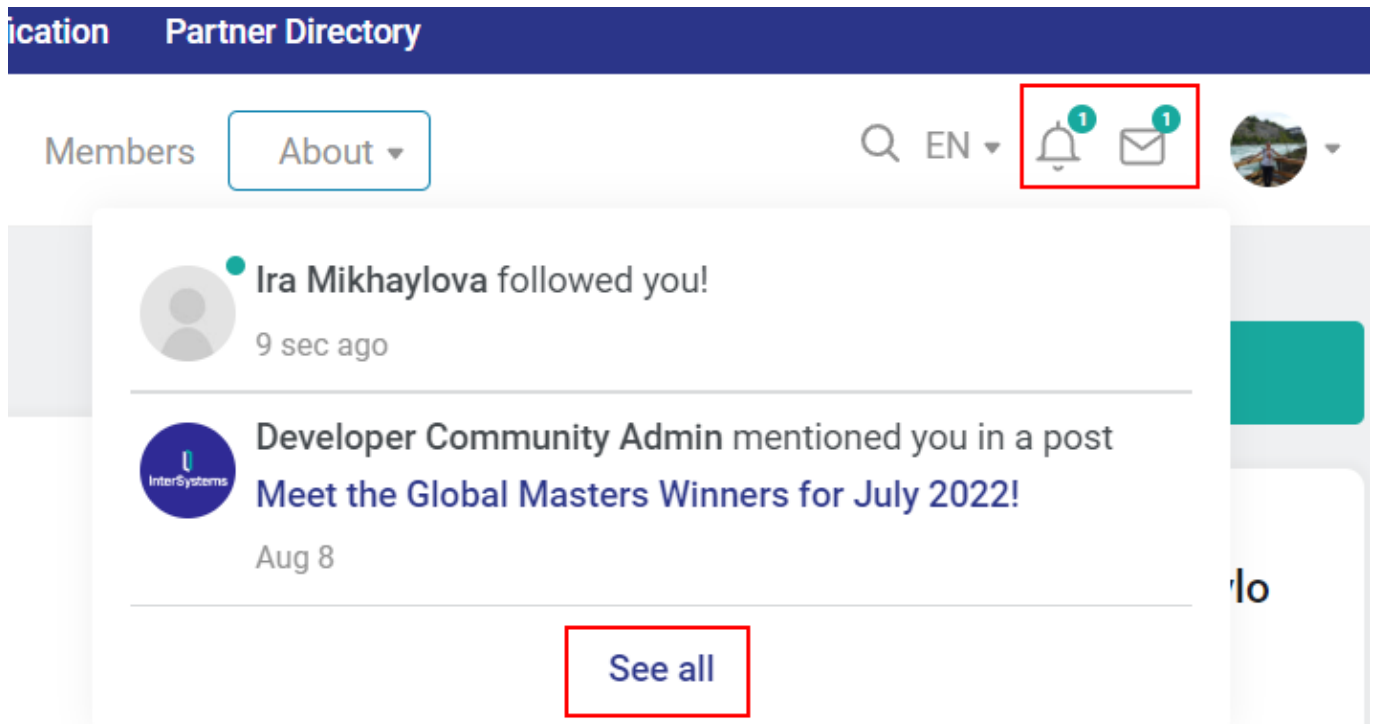 ication Partner Directory
Members About EN 1 1
Ira Mikhaylova followed you!
9 sec ago
Developer Community Admin mentioned you in a post
InterSystems
Meet the Global Masters Winners for July 2022!
Aug 8
lo
See all